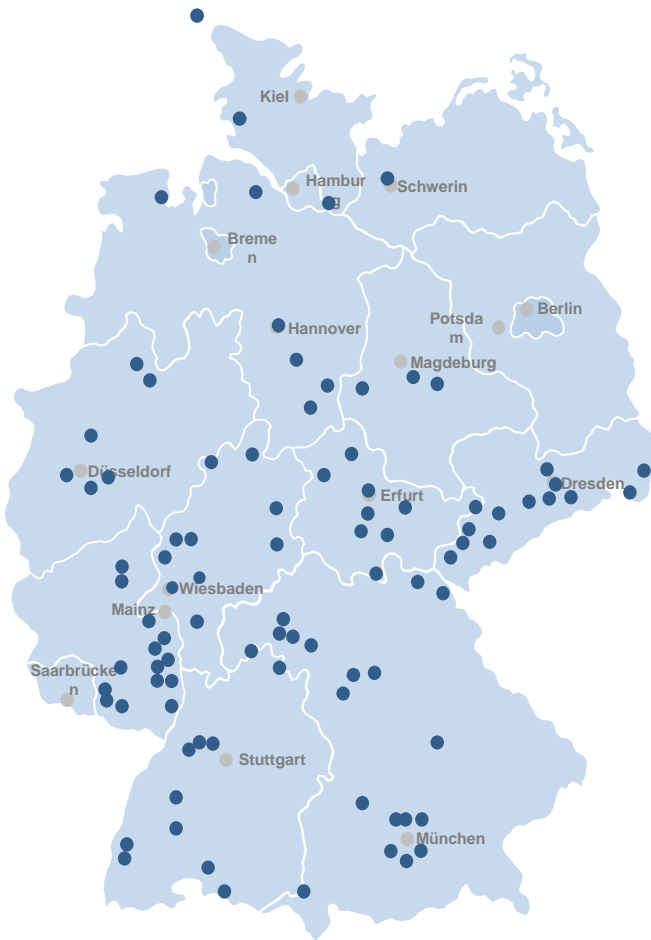 Kiel
Hambur
g
Schwerin
Breme
n
Berlin
Potsda
m
Hannover
Magdeburg
Düsseldorf
Dresden
Erfurt
Wiesbaden
Mainz
Saarbrücke
n
Stuttgart
München